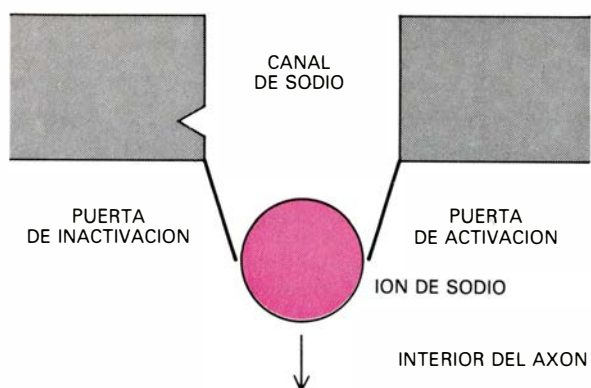 CANAL
DE SODIO
PUERTA
DE INACTIVACION
PUERTA
DE ACTIVACION
ION DE SODIO
INTERIOR DEL AXON